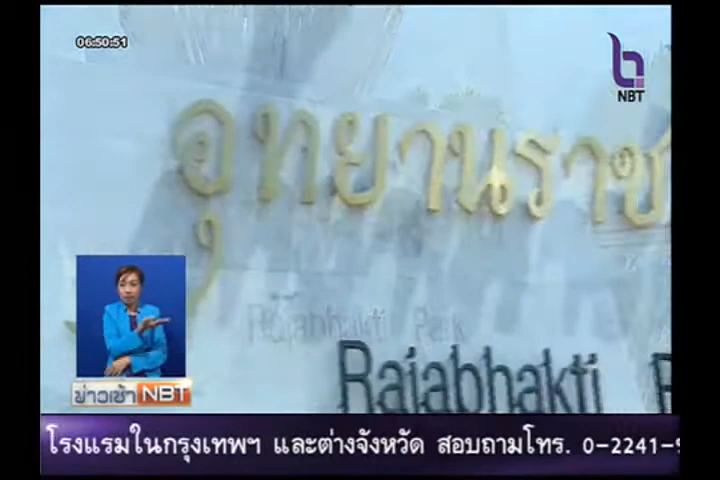 06:50:51
NBT
อุทยานราช
Rajabhakti Park
Rajabhakti
ข่าวเช้า NBT
โรงแรมในกรุงเทพฯ และต่างจังหวัด สอบถามโทร. 0-2241-